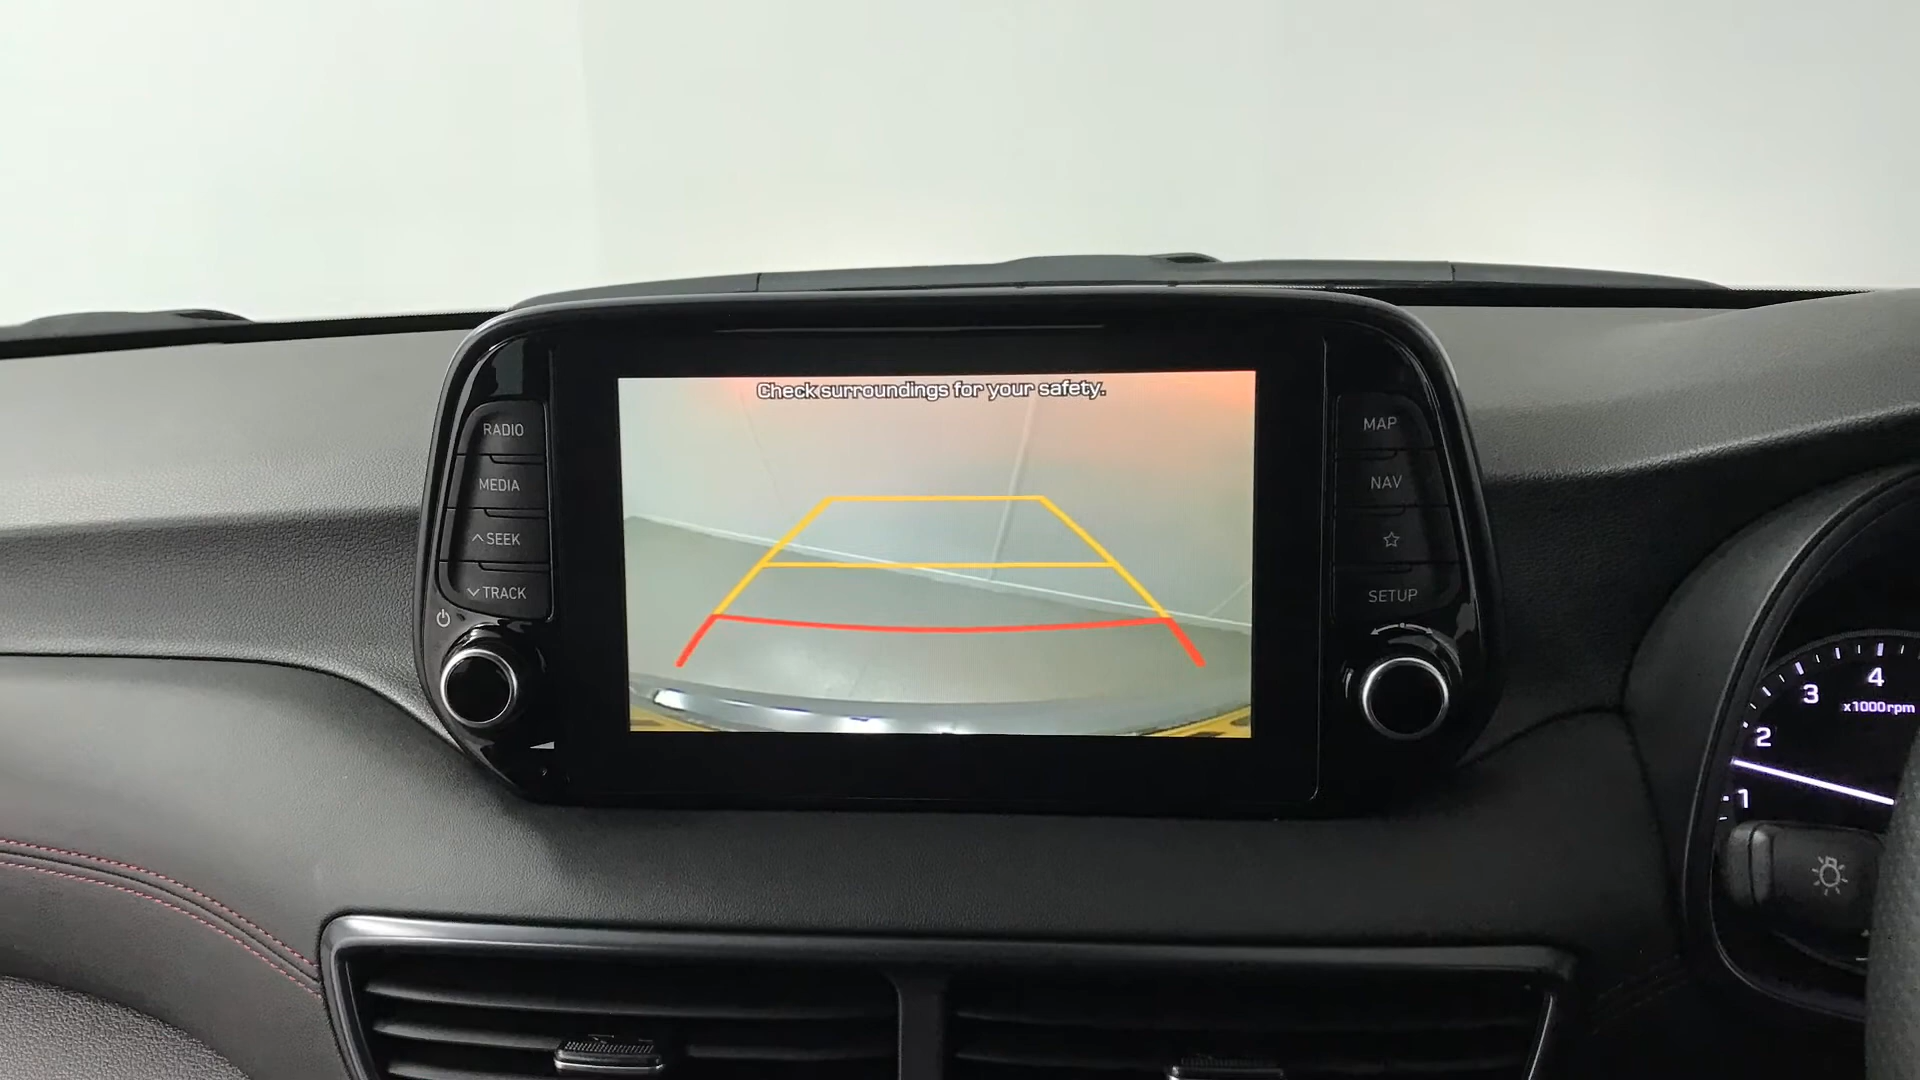 Check surroundings for your safety.
RADIO
MEDIA
SEEK
TRACK
MAP
NAV
SETUP
4
3
x1000rpm
2
1